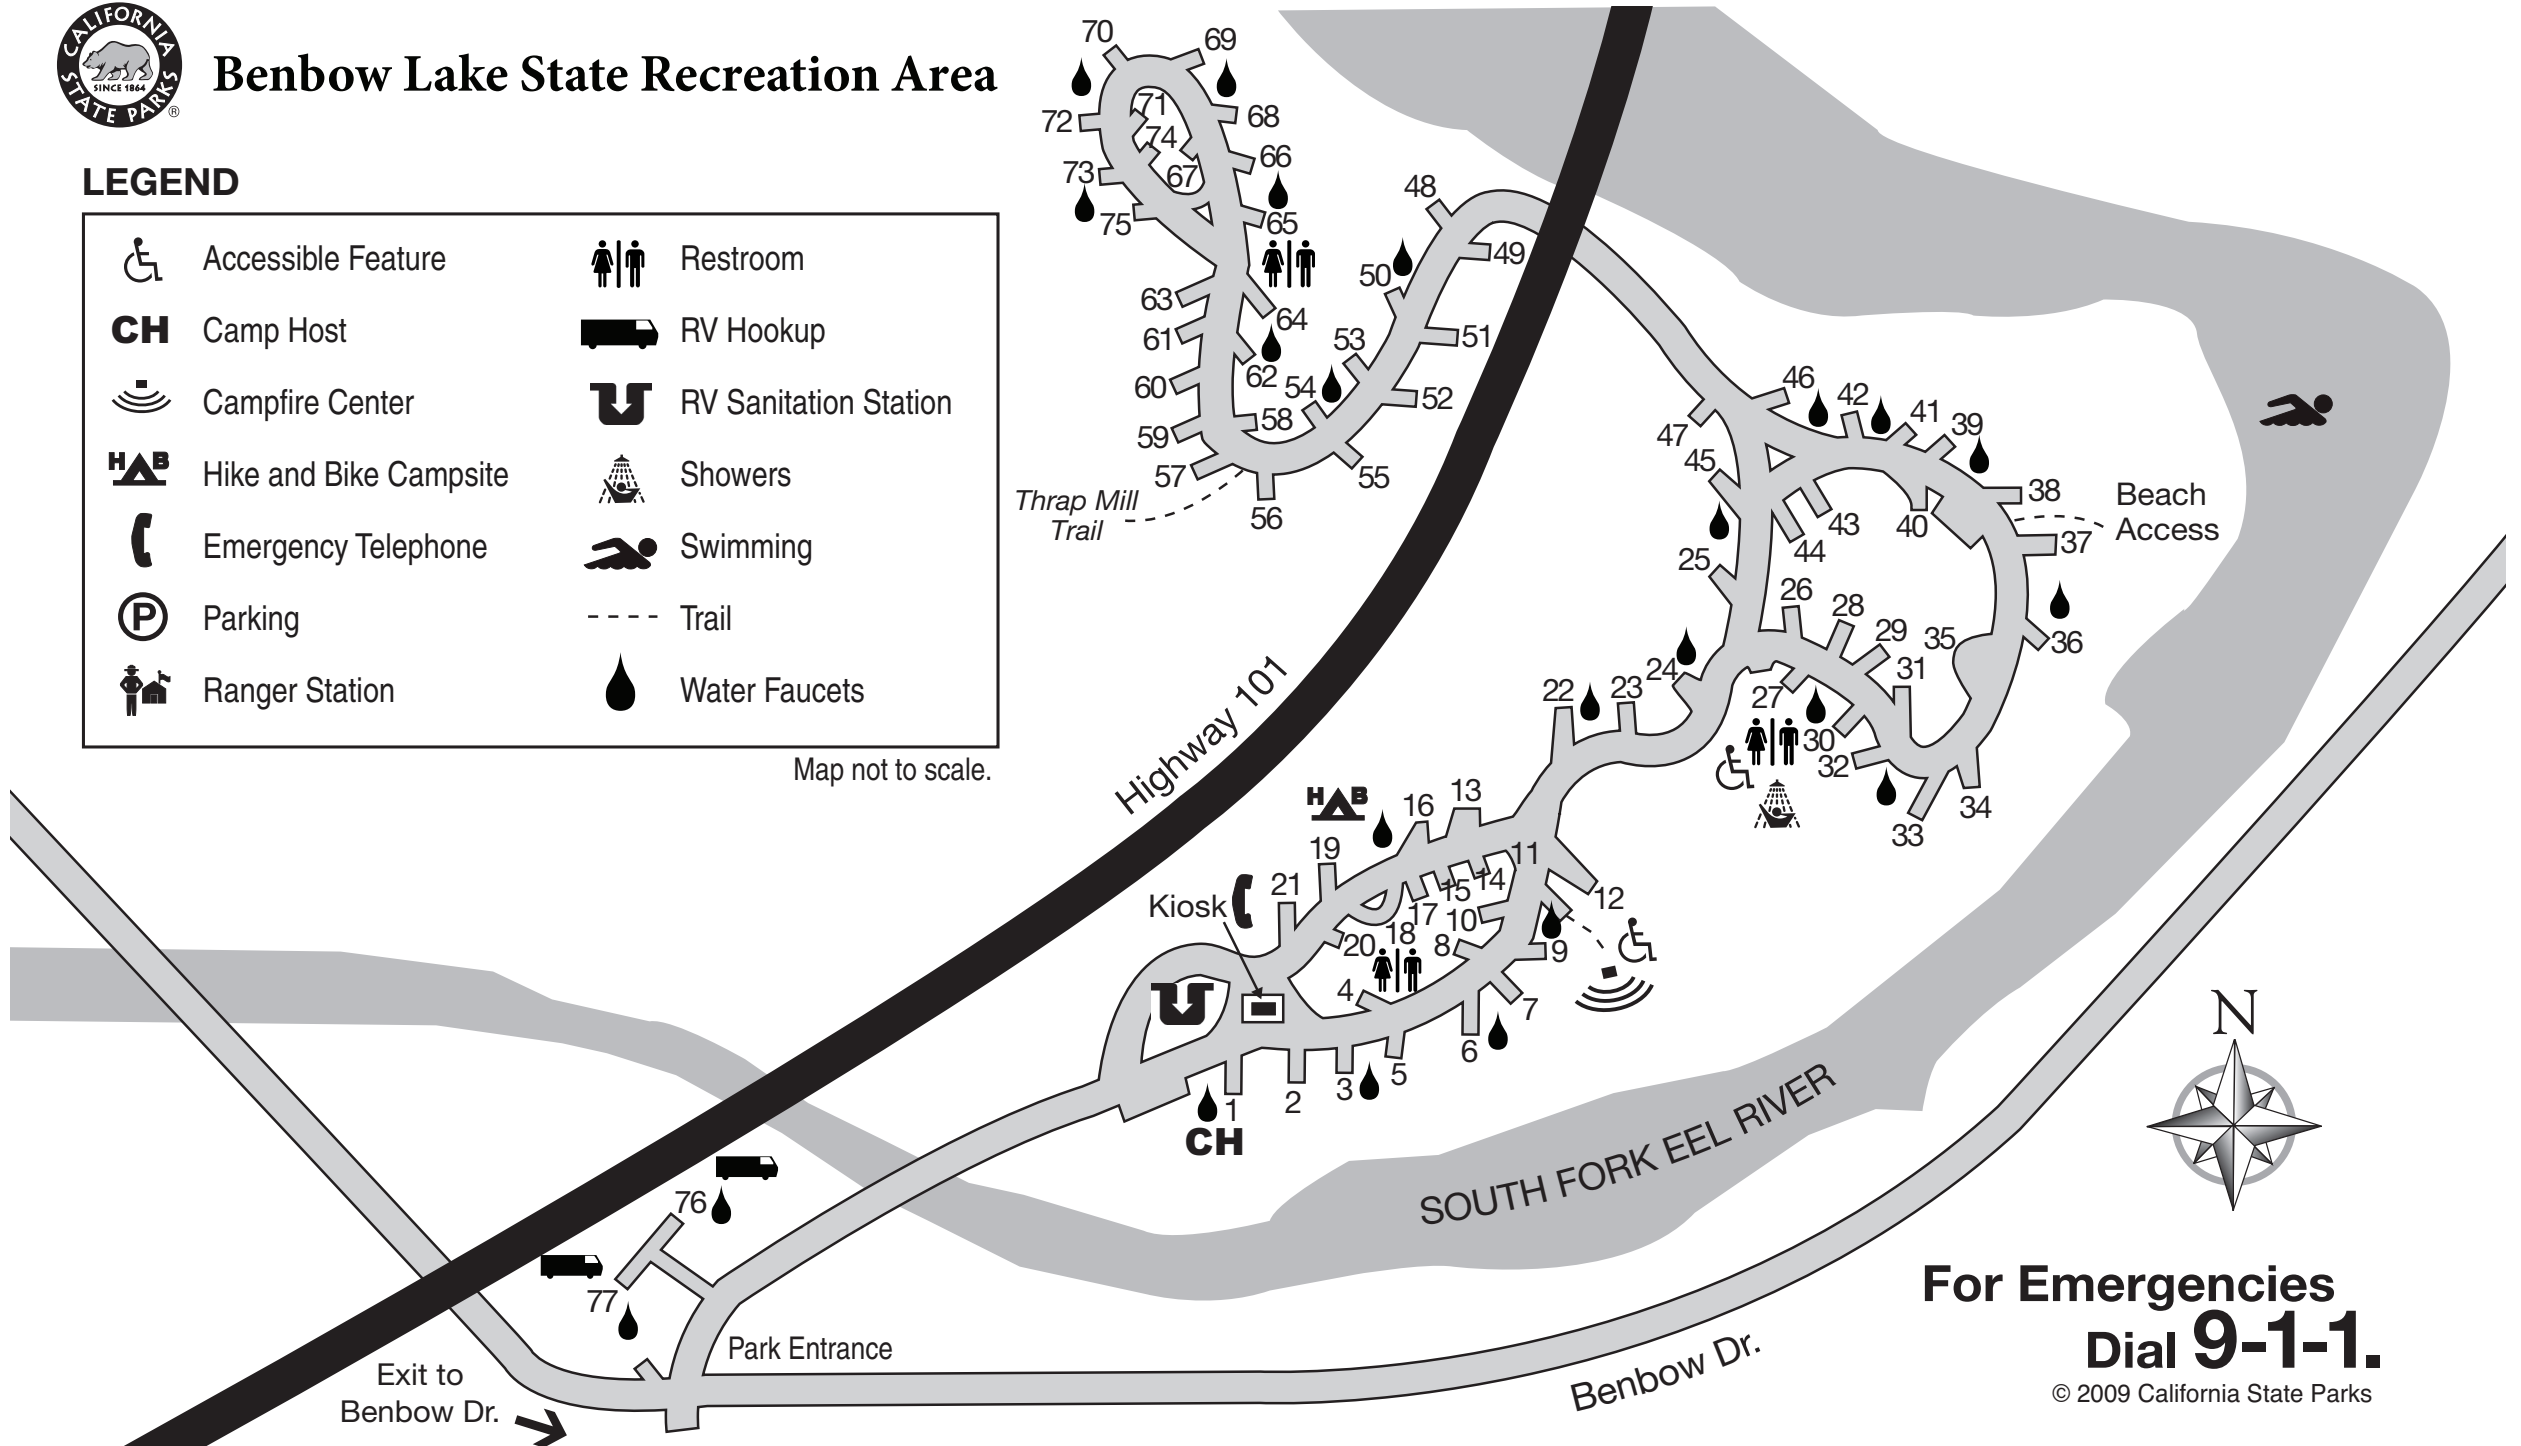 CALIFORNIA
STATE PARKS
SINCE 1864
®
Benbow Lake State Recreation Area
LEGEND
Accessible Feature
CH Camp Host
Campfire Center
H B Hike and Bike Campsite
Emergency Telephone
P Parking
Ranger Station
Restroom
RV Hookup
RV Sanitation Station
Showers
Swimming
Trail
Water Faucets
Map not to scale.
70
69
71
72
68
74
66
73
67
75
65
63
64
61
62
60
58
59
57
56
Thrap Mill
Trail
48
49
50
51
53
54
52
55
46
42
41
39
47
45
38
Beach
Access
43
40
44
37
25
26
28
29
35
36
31
24
27
22
23
30
32
34
33
Highway 101
H B
16
13
19
11
21
14
15
12
Kiosk
17
10
18
20
8
9
4
7
6
5
3
2
1
CH
SOUTH FORK EEL RIVER
N
76
77
Park Entrance
Exit to
Benbow Dr.
Benbow Dr.
For Emergencies
Dial 9-1-1.
© 2009 California State Parks